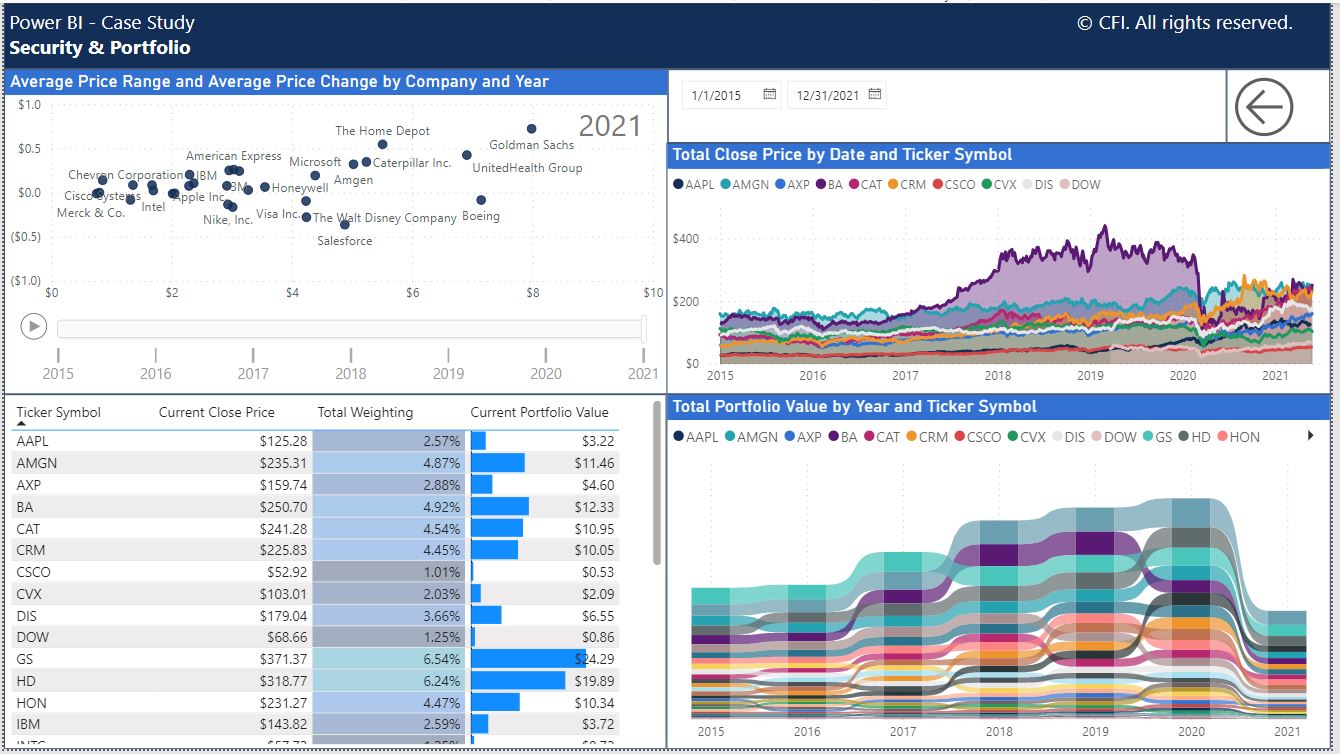 Power BI - Case Study
© CFI. All rights reserved.
Security & Portfolio
Average Price Range and Average Price Change by Company and Year
$1.0
$0.5
$0.0
($0.5)
($1.0)
2021
The Home Depot
Goldman Sachs
American Express
Microsoft
Caterpillar Inc.
UnitedHealth Group
Chevron Corporation
IBM
Amgen
Cisco Systems
3M
Honeywell
Apple Inc.
Merck & Co.
Intel
Nike, Inc.
Visa Inc.
The Walt Disney Company
Boeing
Salesforce
$0 $2 $4 $6 $8 $10
2015 2016 2017 2018 2019 2020 2021
1/1/2015 12/31/2021
Total Close Price by Date and Ticker Symbol
AAPL AMGN AXP BA CAT CRM CSCO CVX DIS DOW
$400
$200
$0
2015 2016 2017 2018 2019 2020 2021
Ticker Symbol Current Close Price Total Weighting Current Portfolio Value
AAPL $125.28 2.57% $3.22
AMGN $235.31 4.87% $11.46
AXP $159.74 2.88% $4.60
BA $250.70 4.92% $12.33
CAT $241.28 4.54% $10.95
CRM $225.83 4.45% $10.05
CSCO $52.92 1.01% $0.53
CVX $103.01 2.03% $2.09
DIS $179.04 3.66% $6.55
DOW $68.66 1.25% $0.86
GS $371.37 6.54% $24.29
HD $318.77 6.24% $19.89
HON $231.27 4.47% $10.34
IBM $143.82 2.59% $3.72
Total Portfolio Value by Year and Ticker Symbol
AAPL AMGN AXP BA CAT CRM CSCO CVX DIS DOW GS HD HON
2015 2016 2017 2018 2019 2020 2021